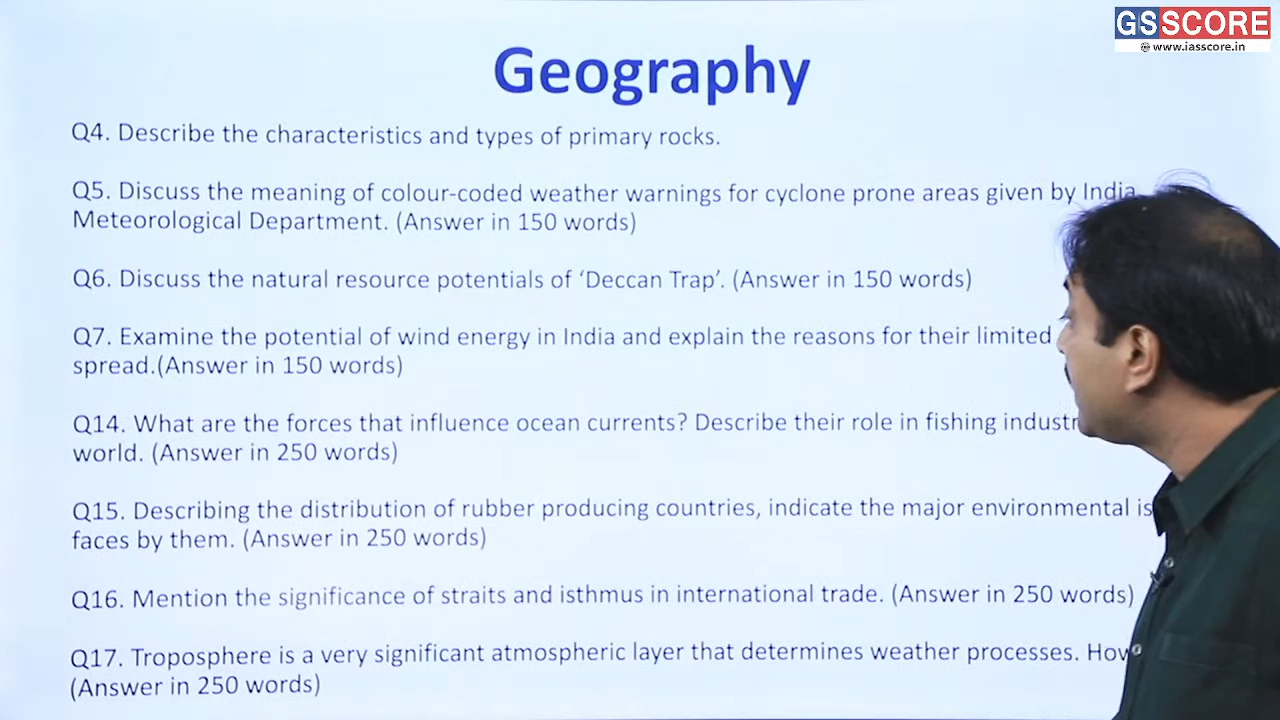 GSSCORE
www.iasscore.in
Geography
Q4. Describe the characteristics and types of primary rocks.
Q5. Discuss the meaning of colour-coded weather warnings for cyclone prone areas given by India
Meteorological Department. (Answer in 150 words)
Q6. Discuss the natural resource potentials of ‘Deccan Trap’. (Answer in 150 words)
Q7. Examine the potential of wind energy in India and explain the reasons for their limited
spread.(Answer in 150 words)
Q14. What are the forces that influence ocean currents? Describe their role in fishing
world. (Answer in 250 words)
Q15. Describing the distribution of rubber producing countries, indicate the major environmental
faces by them. (Answer in 250 words)
Q16. Mention the significance of straits and isthmus in international trade. (Answer in 250 words)
Q17. Troposphere is a very significant atmospheric layer that determines weather processes.
(Answer in 250 words)